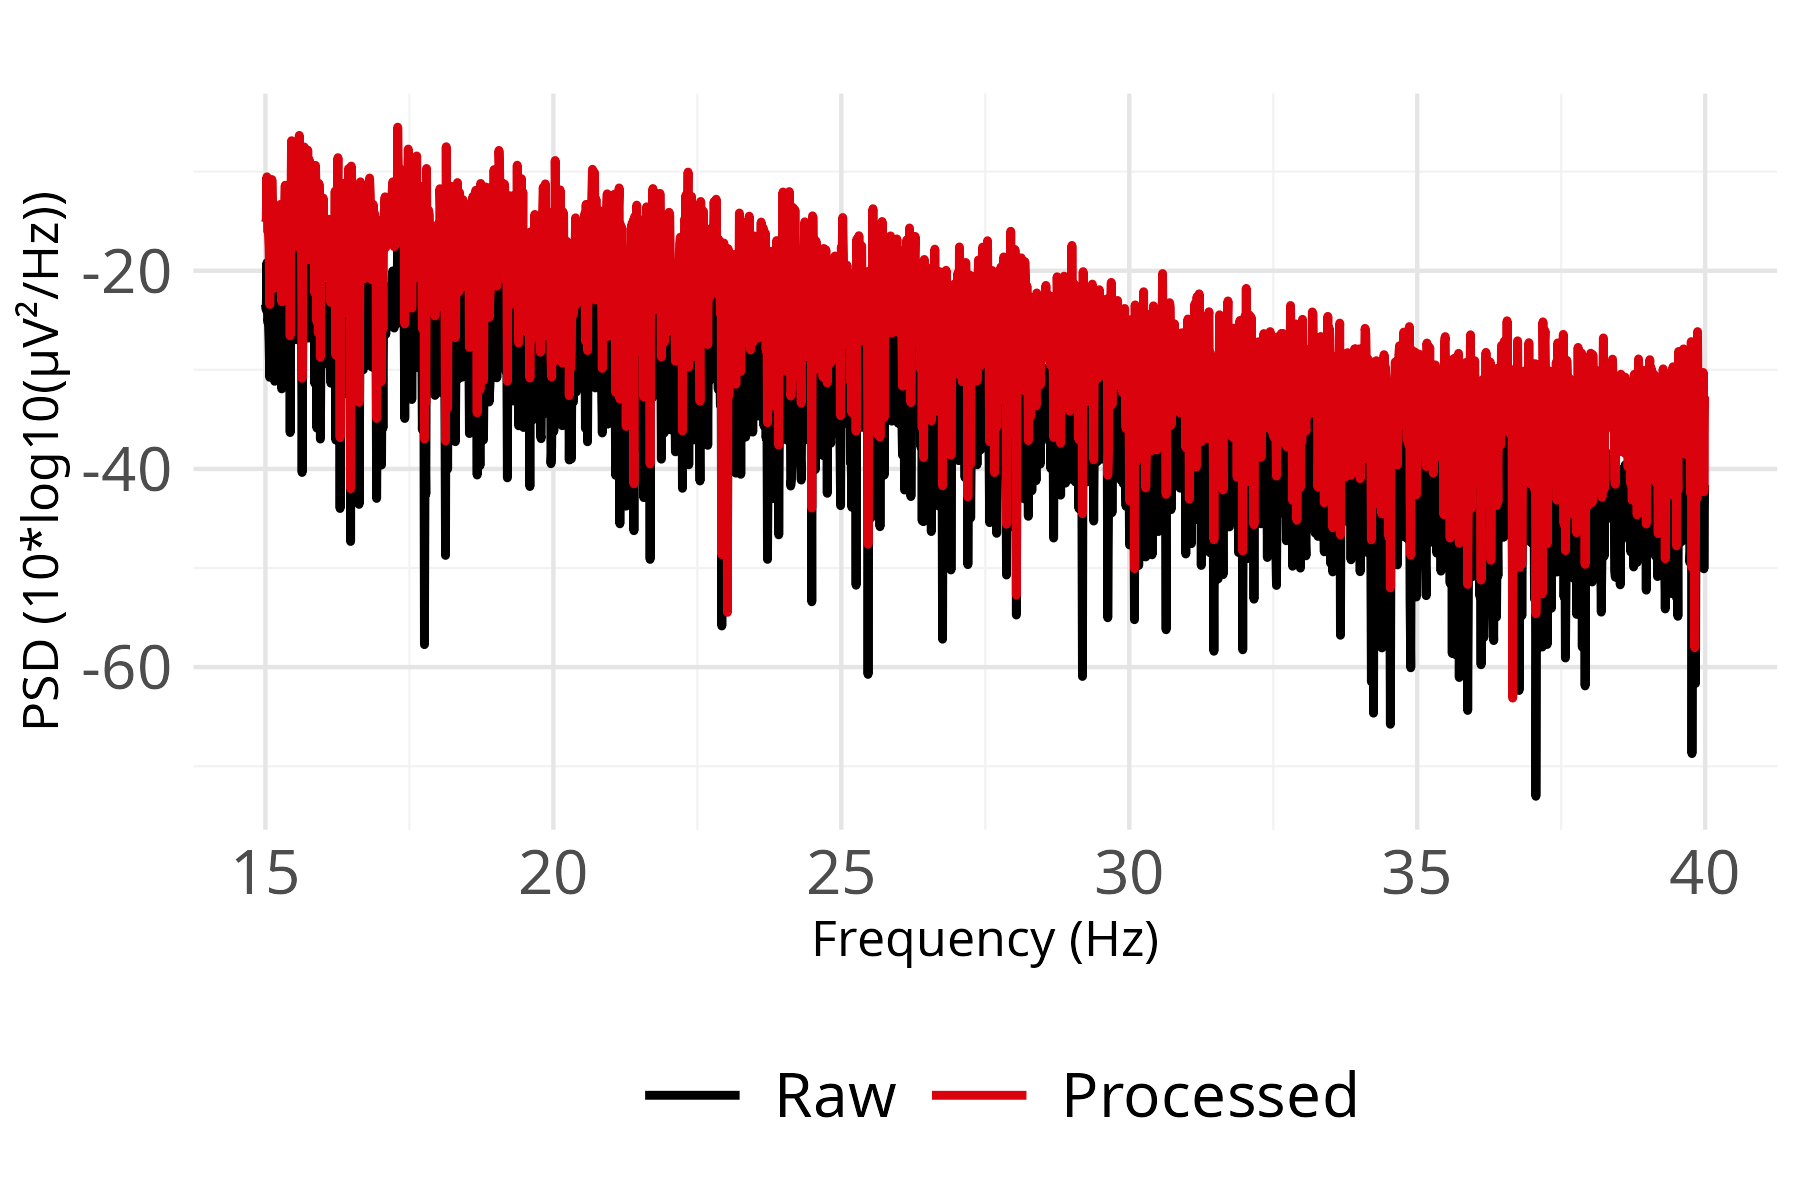 PSD (10*log10(μV²/Hz))
-20
-40
-60
15 20 25 30 35 40
Frequency (Hz)
Raw Processed